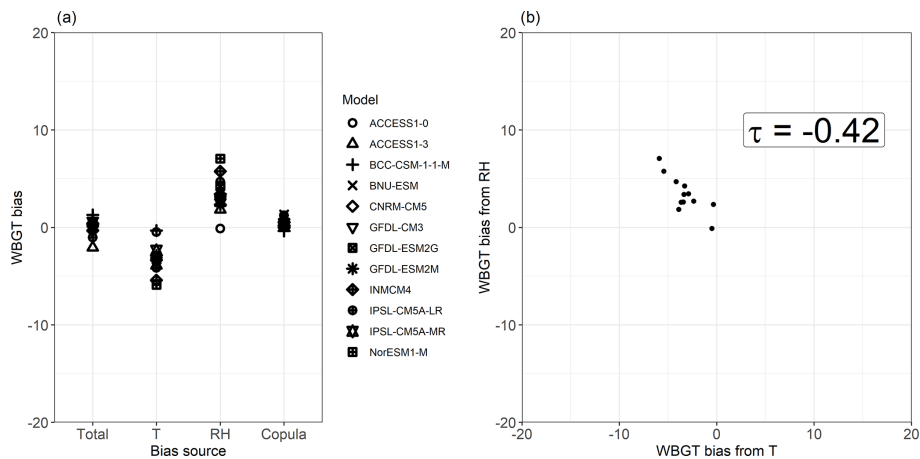 (a)
20
10
0
-10
-20
WBGT bias
Total
T
RH
Copula
Bias source
Model
ACCESS1-0
ACCESS1-3
BCC-CSM-1-1-M
BNU-ESM
CNRM-CM5
GFDL-CM3
GFDL-ESM2G
GFDL-ESM2M
INMCM4
IPSL-CM5A-LR
IPSL-CM5A-MR
NorESM1-M
(b)
20
10
0
-10
-20
WBGT bias from RH
τ = -0.42
-20
-10
0
10
20
WBGT bias from T